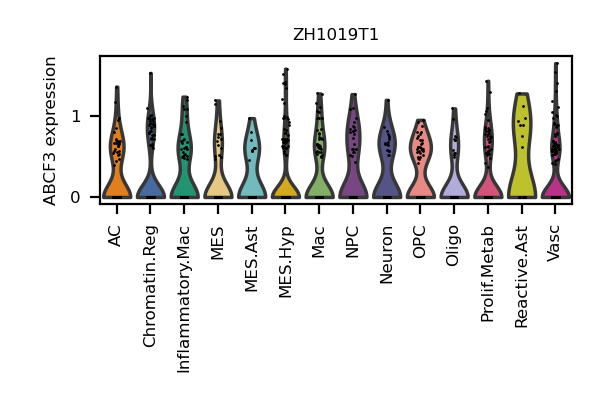 ZH1019T1
ABCF3 expression
1
0
AC
Chromatin.Reg
Inflammatory.Mac
MES
MES.Ast
MES.Hyp
Mac
NPC
Neuron
OPC
Oligo
Prolif.Metab
Reactive.Ast
Vasc